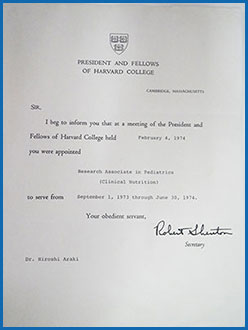 PRESIDENT AND FELLOWS
OF HARVARD COLLEGE
CAMBRIDGE, MASSACHUSETTS
SIR,
I beg to inform you that at a meeting of the President and
Fellows of Harvard College held February 4, 1974
you were appointed
Research Associate in Pediatrics
(Clinical Nutrition)
to serve from September 1, 1973 through June 30, 1974.
Your obedient servant,
Robert Shenton
Secretary
Dr. Hiroshi Araki